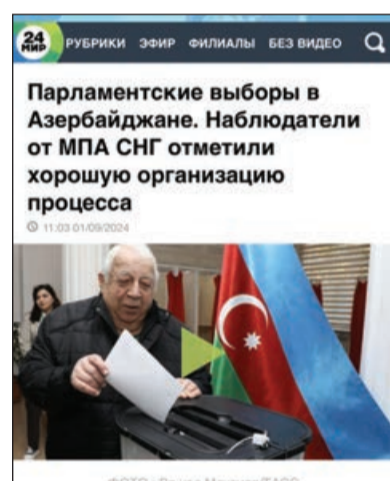 24
МИР
РУБРИКИ ЭФИР ФИЛИАЛЫ БЕЗ ВИДЕО
Парламентские выборы в
Азербайджане. Наблюдатели
от МПА СНГ отметили
хорошую организацию
процесса
11:03 01/09/2024